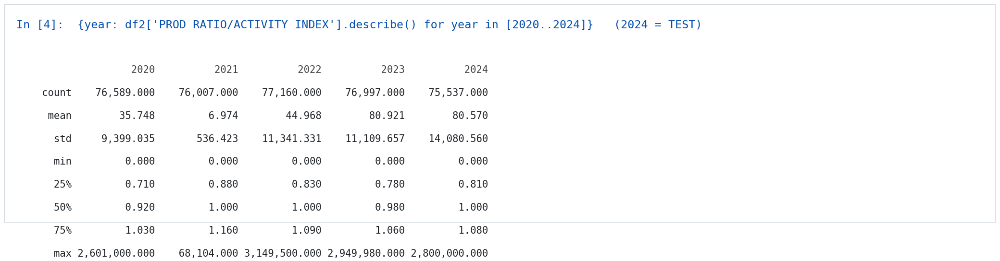 In [4]:  {year: df2['PROD RATIO/ACTIVITY INDEX'].describe() for year in [2020..2024]}   (2024 = TEST)
2020 2021 2022 2023 2024
count 76,589.000 76,007.000 77,160.000 76,997.000 75,537.000
mean 35.748 6.974 44.968 80.921 80.570
std 9,399.035 536.423 11,341.331 11,109.657 14,080.560
min 0.000 0.000 0.000 0.000 0.000
25% 0.710 0.880 0.830 0.780 0.810
50% 0.920 1.000 1.000 0.980 1.000
75% 1.030 1.160 1.090 1.060 1.080
max 2,601,000.000 68,104.000 3,149,500.000 2,949,980.000 2,800,000.000